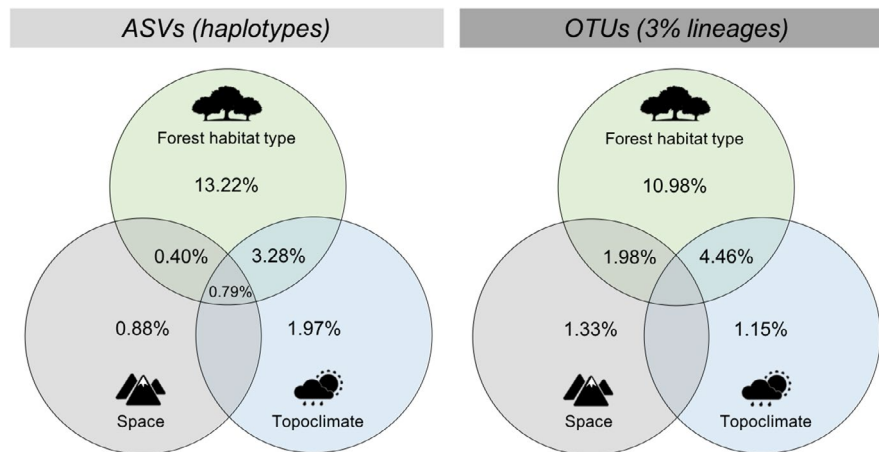 ASVs (haplotypes)
Forest habitat type
13.22%
0.40%
3.28%
0.79%
0.88%
1.97%
Space
Topoclimate
OTUs (3% lineages)
Forest habitat type
10.98%
1.98%
4.46%
1.33%
1.15%
Space
Topoclimate